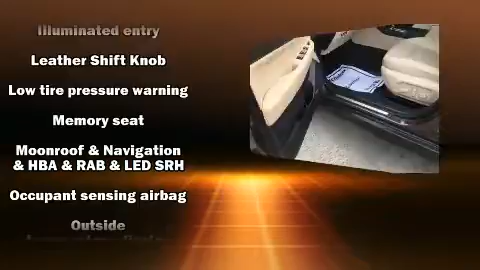 Illuminated entry
Leather Shift Knob
Low tire pressure warning
Memory seat
Moonroof & Navigation
& HBA & RAB & LED SRH
Occupant sensing airbag
Outside